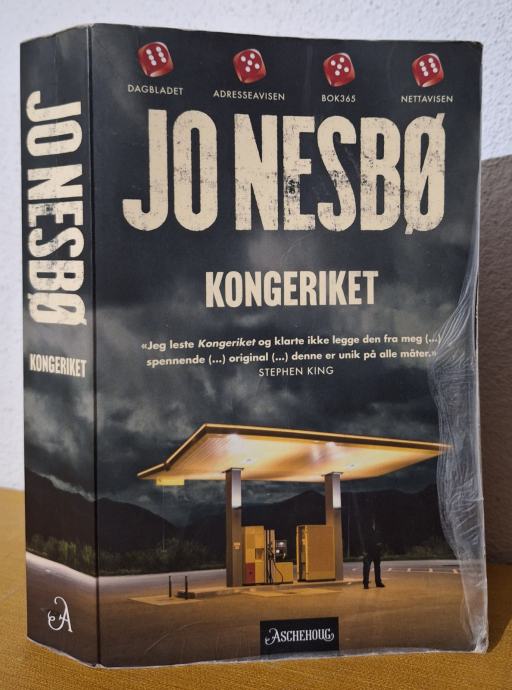 DAGBLADET
ADRESSEAVISEN
BOK365
NETTAVISEN
JO NESBØ
KONGERIKET
«Jeg leste Kongeriket og klarte ikke legge den fra meg (...)
spennende (...) original (...) denne er unik på alle måter.»
STEPHEN KING
ASCHEHOUG
JO NESBØ
KONGERIKET
A